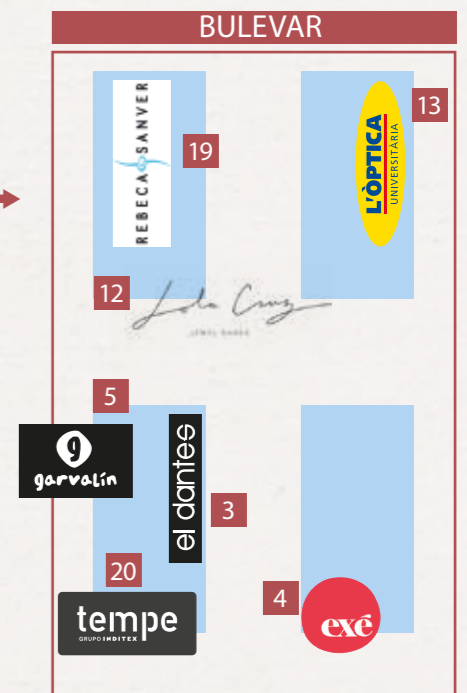 BULEVAR
REBECA SANVER
19
L'ÒPTICA
UNIVERSITÀRIA
13
12
Lola Cruz
5
g
garvalín
el dantes
3
20
tempe
GRUPO INDITEX
4
exé